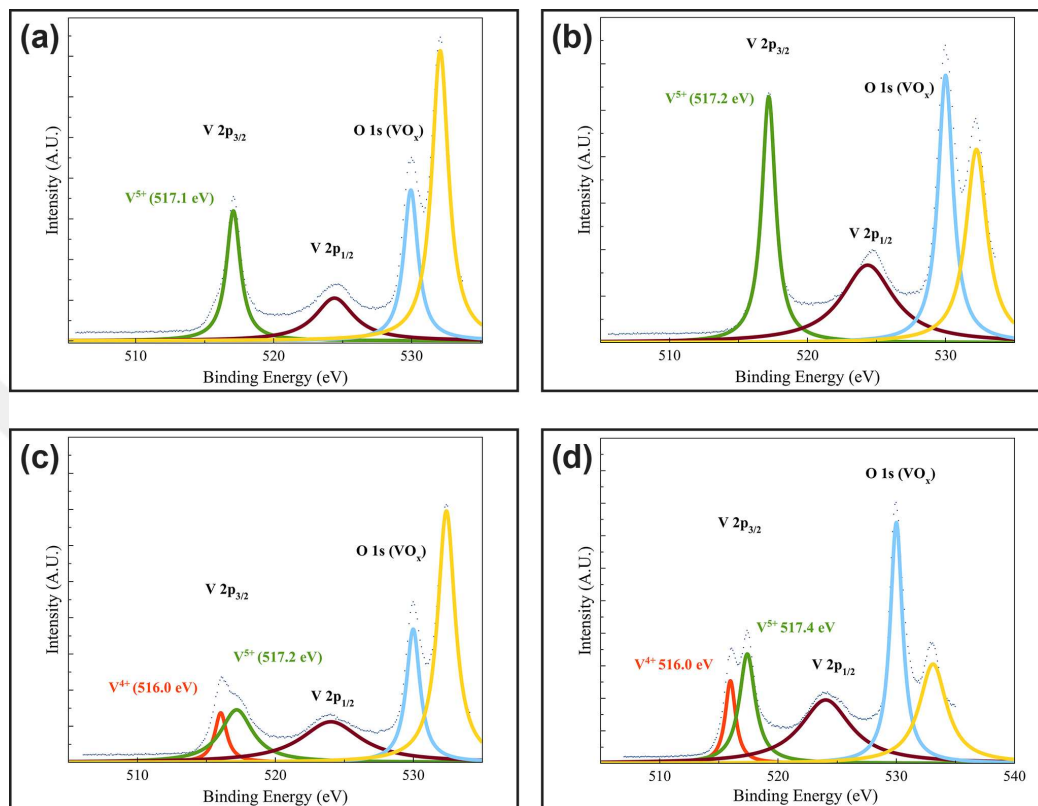 (a)
V 2p3/2
O 1s (VOx)
V5+ (517.1 eV)
V 2p1/2
Intensity (A.U.)
510 520 530
Binding Energy (eV)
(b)
V 2p3/2
V5+ (517.2 eV)
O 1s (VOx)
V 2p1/2
Intensity (A.U.)
510 520 530
Binding Energy (eV)
(c)
O 1s (VOx)
V 2p3/2
V5+ (517.2 eV)
V4+ (516.0 eV)
V 2p1/2
Intensity (A.U.)
510 520 530
Binding Energy (eV)
(d)
O 1s (VOx)
V 2p3/2
V5+ 517.4 eV
V4+ 516.0 eV
V 2p1/2
Intensity (A.U.)
510 520 530 540
Binding Energy (eV)